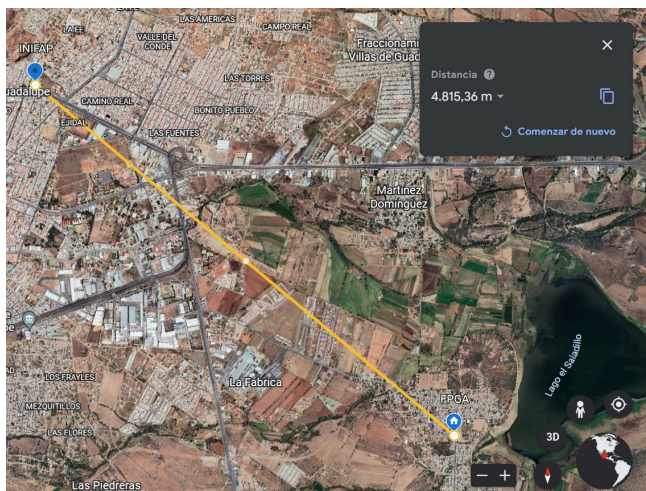 LAS AMERICAS
CAMPO REAL
LA FE
VALLE DEL
CONDE
INIFAP
Fraccionami
Villas de Guad
LAS TORRES
uadalupe
CAMINO REAL
BONITO PUEBLO
EJIDAL
LAS FUENTES
Distancia
4.815,36 m
Comenzar de nuevo
Martínez
Domínguez
Lago el Saladillo
La Fábrica
LOS FRAYLES
MEZQUITILLOS
LAS FLORES
FPGA
3D
Las Piedreras